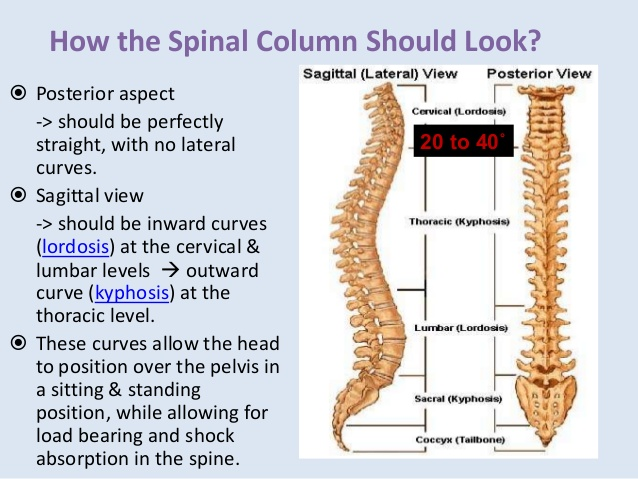 How the Spinal Column Should Look?
Posterior aspect
-> should be perfectly
straight, with no lateral
curves.
Sagittal view
-> should be inward curves
(lordosis) at the cervical &
lumbar levels → outward
curve (kyphosis) at the
thoracic level.
These curves allow the head
to position over the pelvis in
a sitting & standing
position, while allowing for
load bearing and shock
absorption in the spine.
Sagittal (Lateral) View
Posterior View
Cervical (Lordosis)
20 to 40°
Thoracic (Kyphosis)
Lumbar (Lordosis)
Sacral (Kyphosis)
Coccyx (Tailbone)